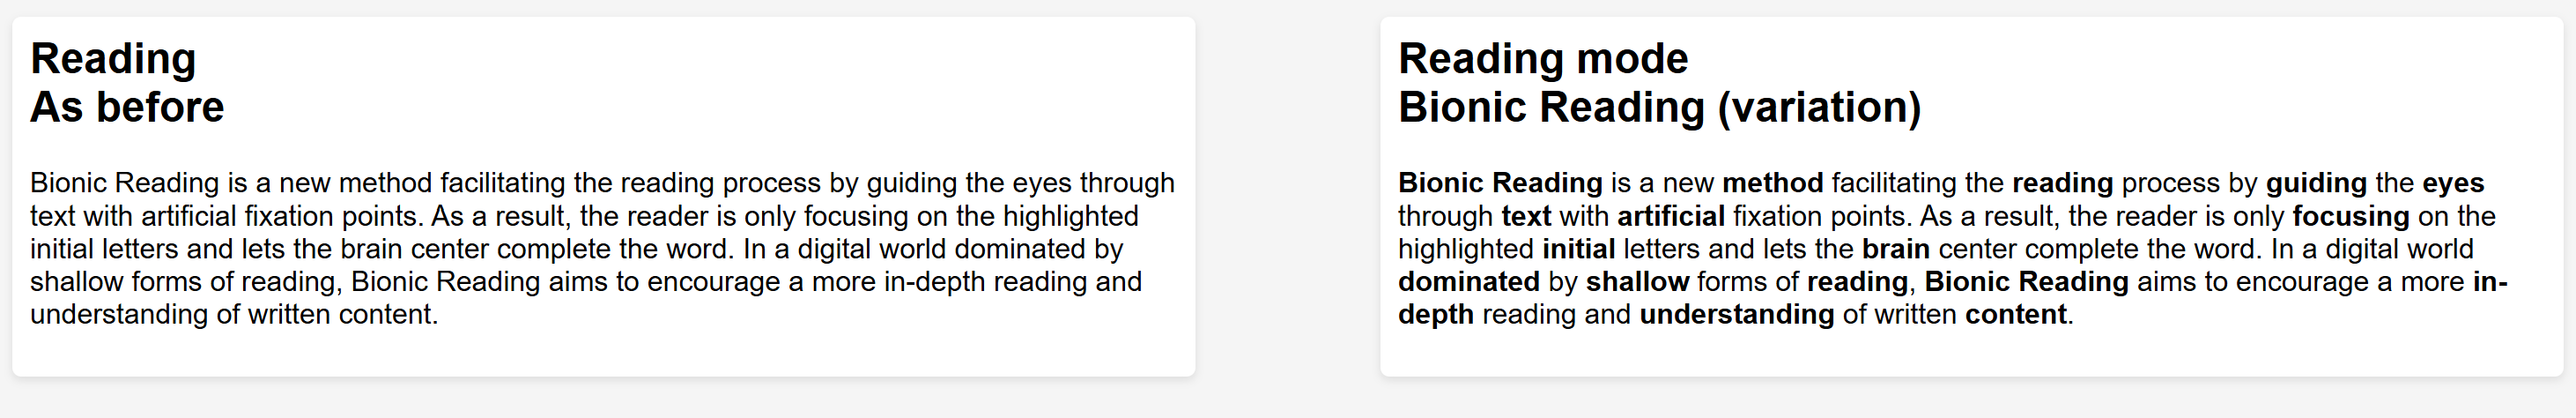 Reading
As before
Bionic Reading is a new method facilitating the reading process by guiding the eyes through
text with artificial fixation points. As a result, the reader is only focusing on the highlighted
initial letters and lets the brain center complete the word. In a digital world dominated by
shallow forms of reading, Bionic Reading aims to encourage a more in-depth reading and
understanding of written content.
Reading mode
Bionic Reading (variation)
Bionic Reading is a new method facilitating the reading process by guiding the eyes
through text with artificial fixation points. As a result, the reader is only focusing on the
highlighted initial letters and lets the brain center complete the word. In a digital world
dominated by shallow forms of reading, Bionic Reading aims to encourage a more in-
depth reading and understanding of written content.